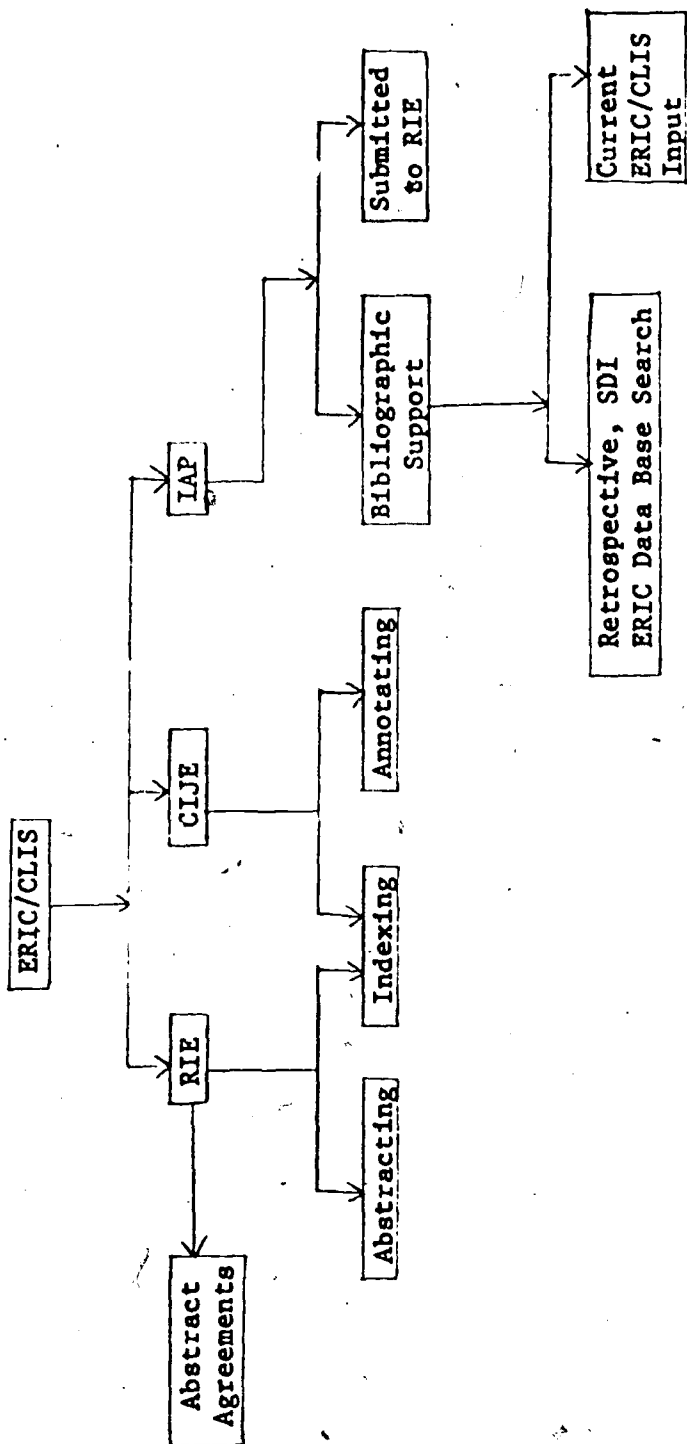 ERIC/CLIS
RIE
CIJE
IAP
Abstract
Agreements
Abstracting
Indexing
Annotating
Bibliographic
Support
Submitted
to RIE
Retrospective, SDI
ERIC Data Base Search
Current
ERIC/CLIS
Input